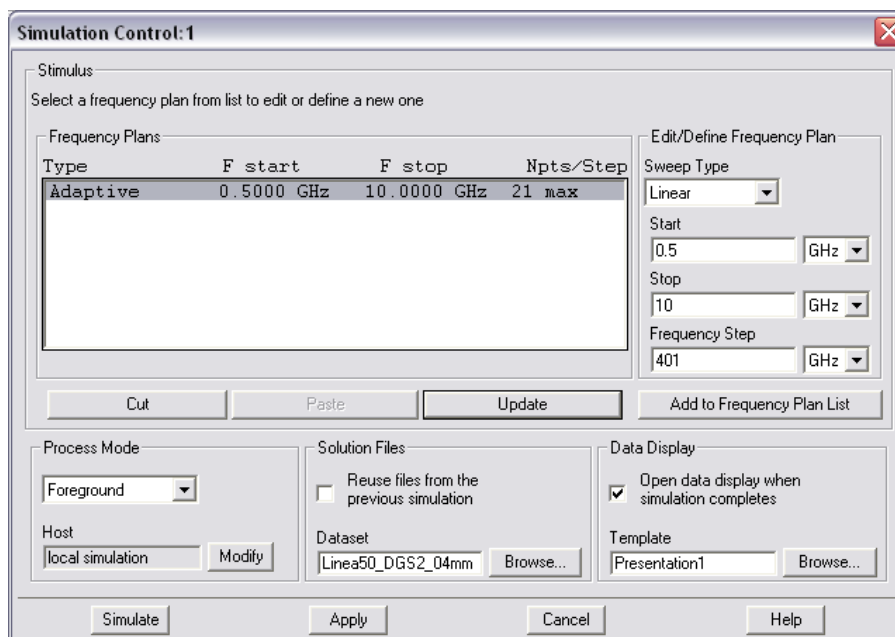 Simulation Control:1
Stimulus
Select a frequency plan from list to edit or define a new one
Frequency Plans
Type F start F stop Npts/Step
Adaptive 0.5000 GHz 10.0000 GHz 21 max
Cut
Paste
Update
Edit/Define Frequency Plan
Sweep Type
Linear
Start
0.5 GHz
Stop
10 GHz
Frequency Step
401 GHz
Add to Frequency Plan List
Process Mode
Foreground
Host
local simulation Modify
Solution Files
Reuse files from the
previous simulation
Dataset
Linea50_DGS2_04mm Browse...
Data Display
Open data display when
simulation completes
Template
Presentation1 Browse...
Simulate
Apply
Cancel
Help